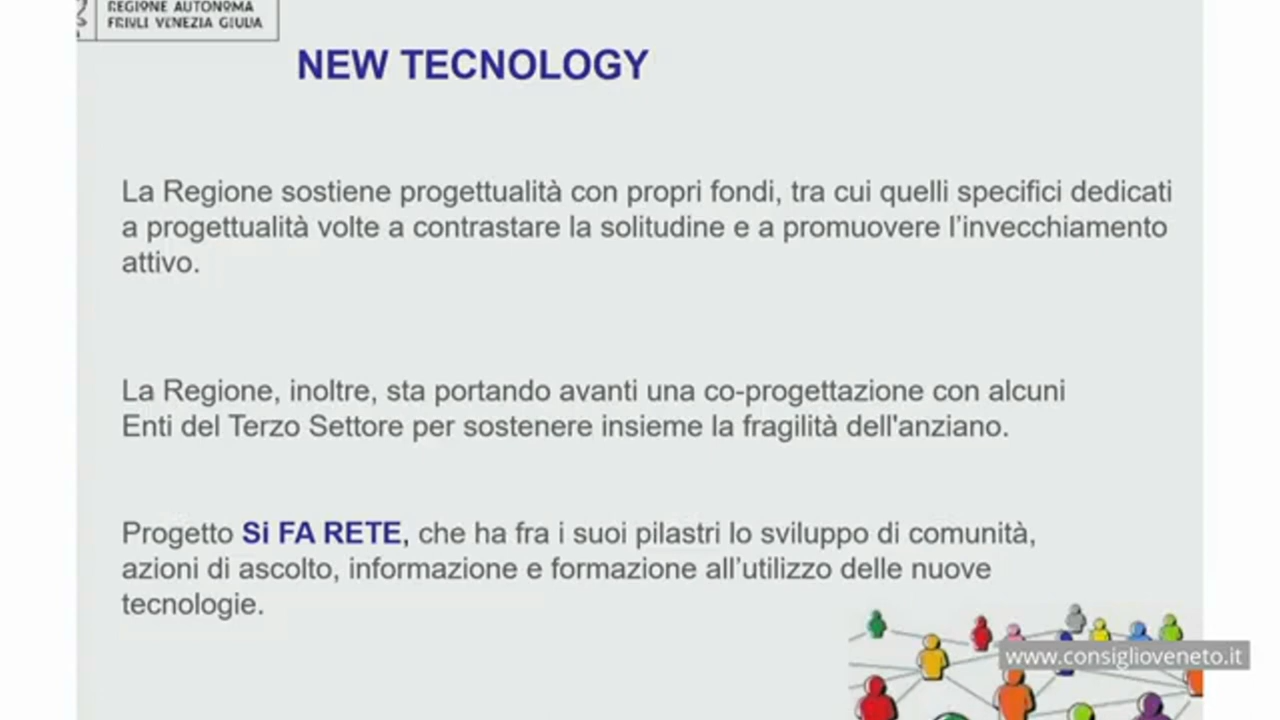 REGIONE AUTONOMA
FRIULI VENEZIA GIULIA
NEW TECNOLOGY
La Regione sostiene progettualità con propri fondi, tra cui quelli specifici dedicati
a progettualità volte a contrastare la solitudine e a promuovere l’invecchiamento
attivo.
La Regione, inoltre, sta portando avanti una co-progettazione con alcuni
Enti del Terzo Settore per sostenere insieme la fragilità dell'anziano.
Progetto Si FA RETE, che ha fra i suoi pilastri lo sviluppo di comunità,
azioni di ascolto, informazione e formazione all’utilizzo delle nuove
tecnologie.
www.consiglioveneto.it